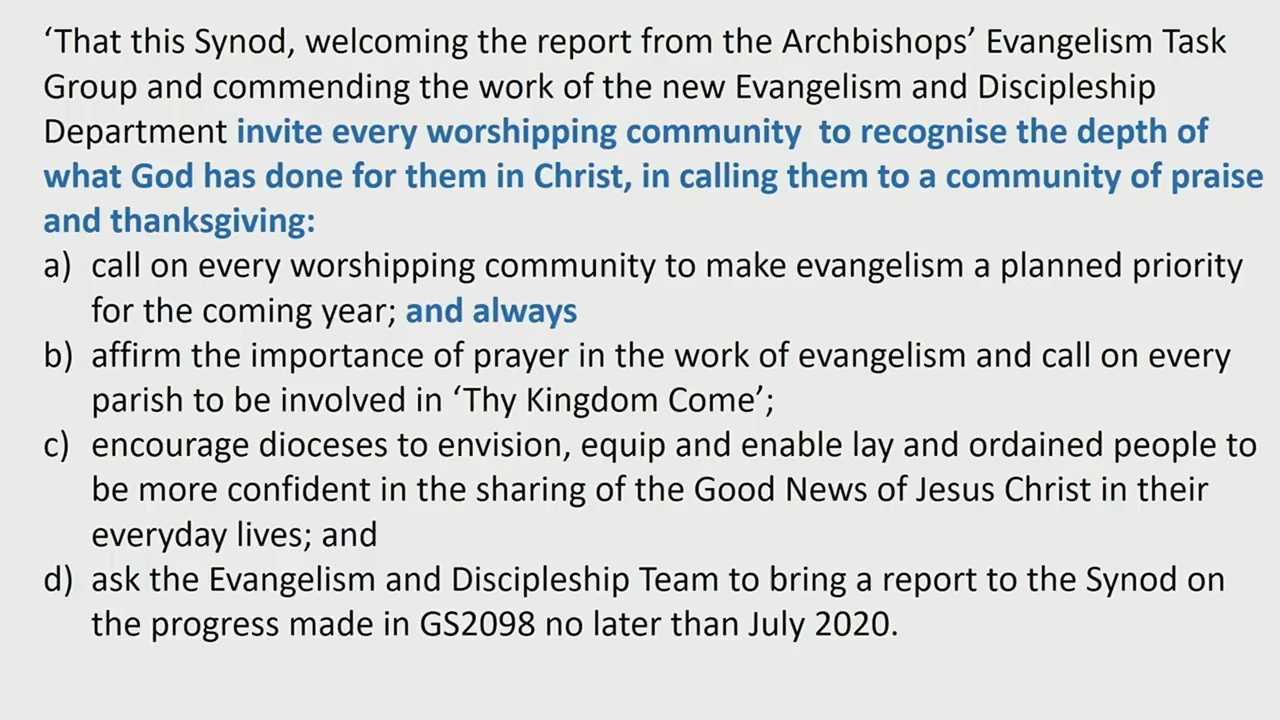 ‘That this Synod, welcoming the report from the Archbishops’ Evangelism Task
Group and commending the work of the new Evangelism and Discipleship
Department invite every worshipping community  to recognise the depth of
what God has done for them in Christ, in calling them to a community of praise
and thanksgiving:
a) call on every worshipping community to make evangelism a planned priority
for the coming year; and always
b) affirm the importance of prayer in the work of evangelism and call on every
parish to be involved in ‘Thy Kingdom Come’;
c) encourage dioceses to envision, equip and enable lay and ordained people to
be more confident in the sharing of the Good News of Jesus Christ in their
everyday lives; and
d) ask the Evangelism and Discipleship Team to bring a report to the Synod on
the progress made in GS2098 no later than July 2020.